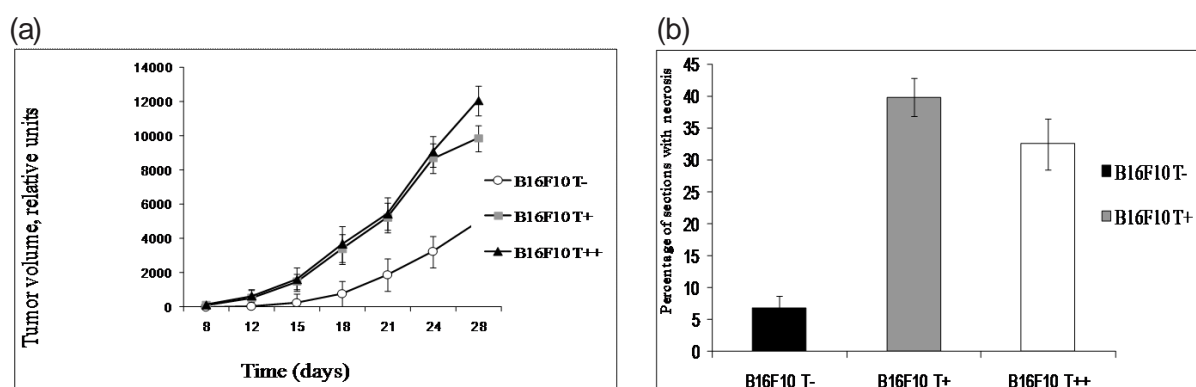 (a)
14000
12000
10000
8000
6000
4000
2000
0
8 12 15 18 21 24 28
Tumor volume, relative units
Time (days)
B16F10 T-
B16F10 T+
B16F10 T++
(b)
45
40
35
30
25
20
15
10
5
0
Percentage of sections with necrosis
B16F10 T- B16F10 T+ B16F10 T++
B16F10 T-
B16F10 T+